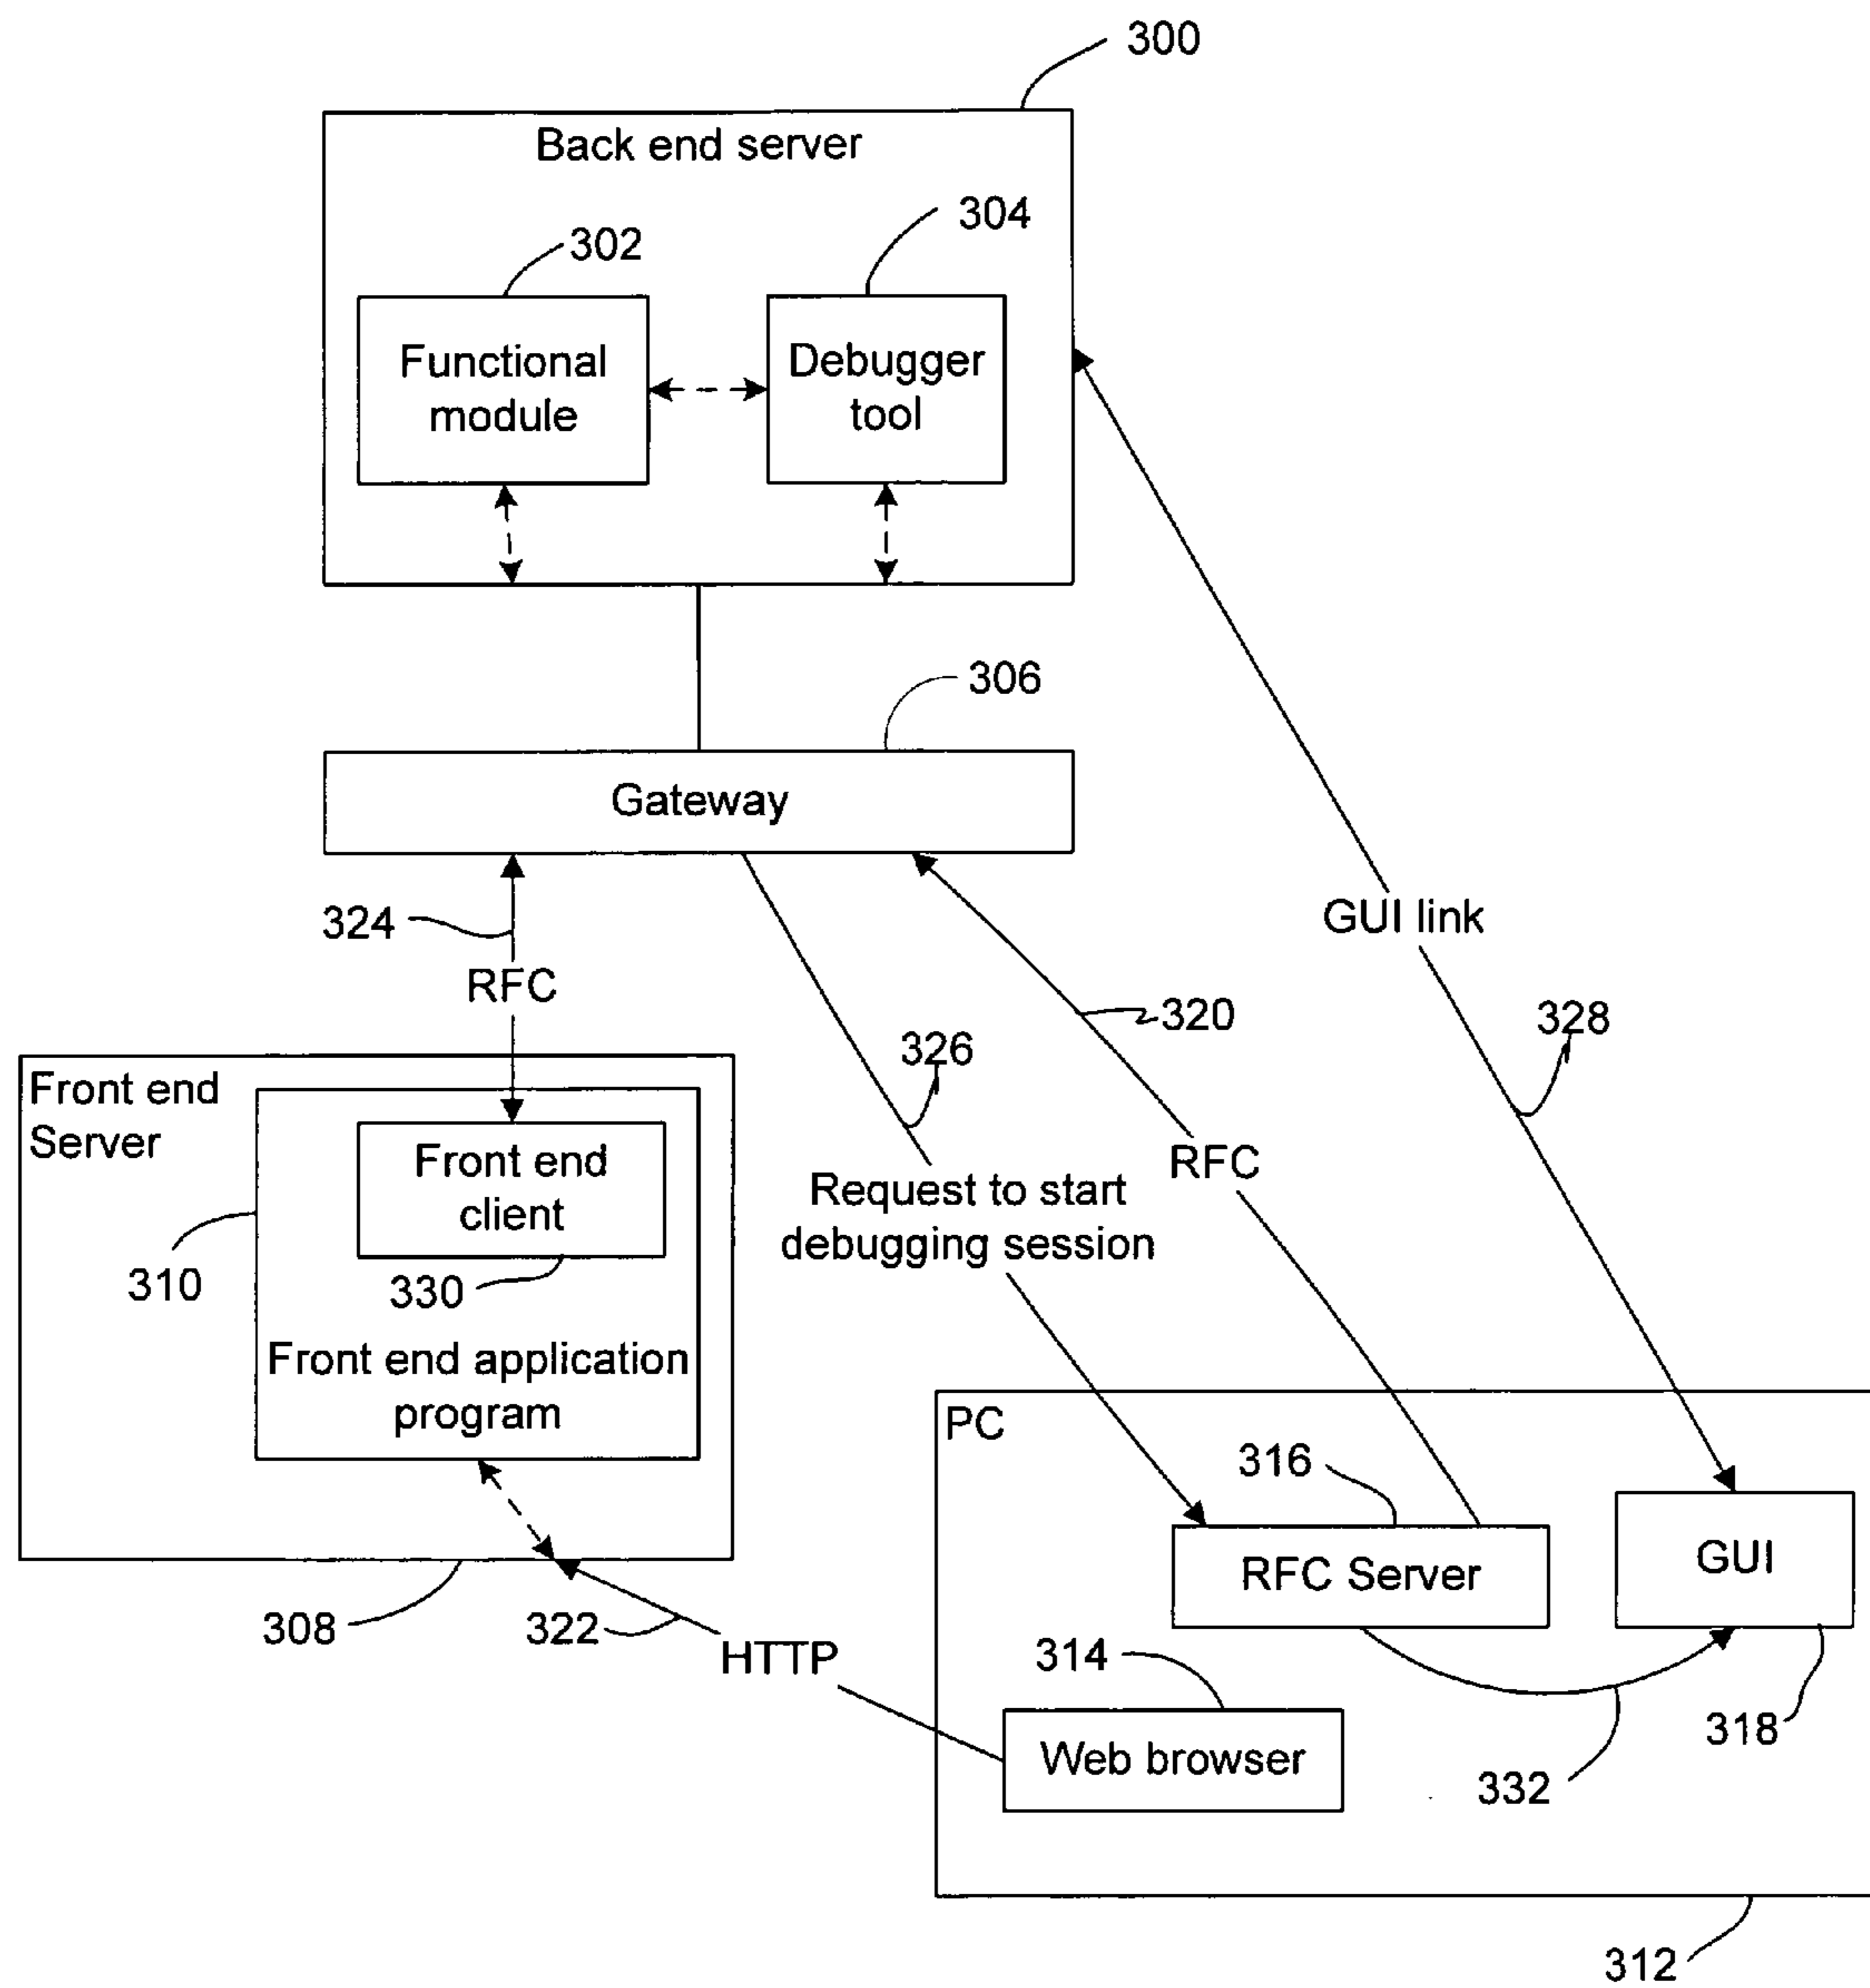 300
Back end server
304
302
Functional
module
Debugger
tool
306
Gateway
324
RFC
GUI link
320
328
326
Front end
Server
Front end
client
RFC
Request to start
debugging session
310
330
Front end application
program
PC
316
RFC Server
GUI
308
322
HTTP
314
318
Web browser
332
312